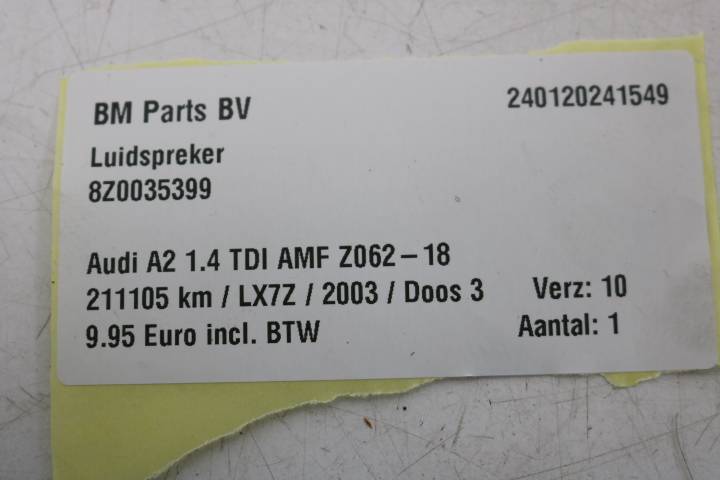 BM Parts BV 240120241549
Luidspreker
8Z0035399
Audi A2 1.4 TDI AMF Z062-18
211105 km / LX7Z / 2003 / Doos 3 Verz: 10
9.95 Euro incl. BTW Aantal: 1